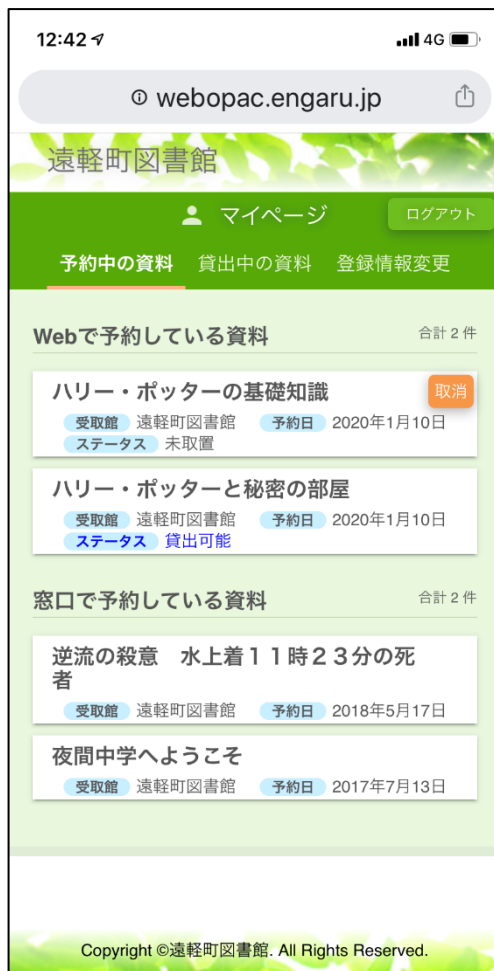 12:42
4G
webopac.engaru.jp
遠軽町図書館
マイページ
ログアウト
予約中の資料 貸出中の資料 登録情報変更
Webで予約している資料 合計 2 件
ハリー・ポッターの基礎知識 取消
受取館 遠軽町図書館 予約日 2020年1月10日
ステータス 未取置
ハリー・ポッターと秘密の部屋
受取館 遠軽町図書館 予約日 2020年1月10日
ステータス 貸出可能
窓口で予約している資料 合計 2 件
逆流の殺意 水上着11時23分の死
者
受取館 遠軽町図書館 予約日 2018年5月17日
夜間中学へようこそ
受取館 遠軽町図書館 予約日 2017年7月13日
Copyright ©遠軽町図書館. All Rights Reserved.